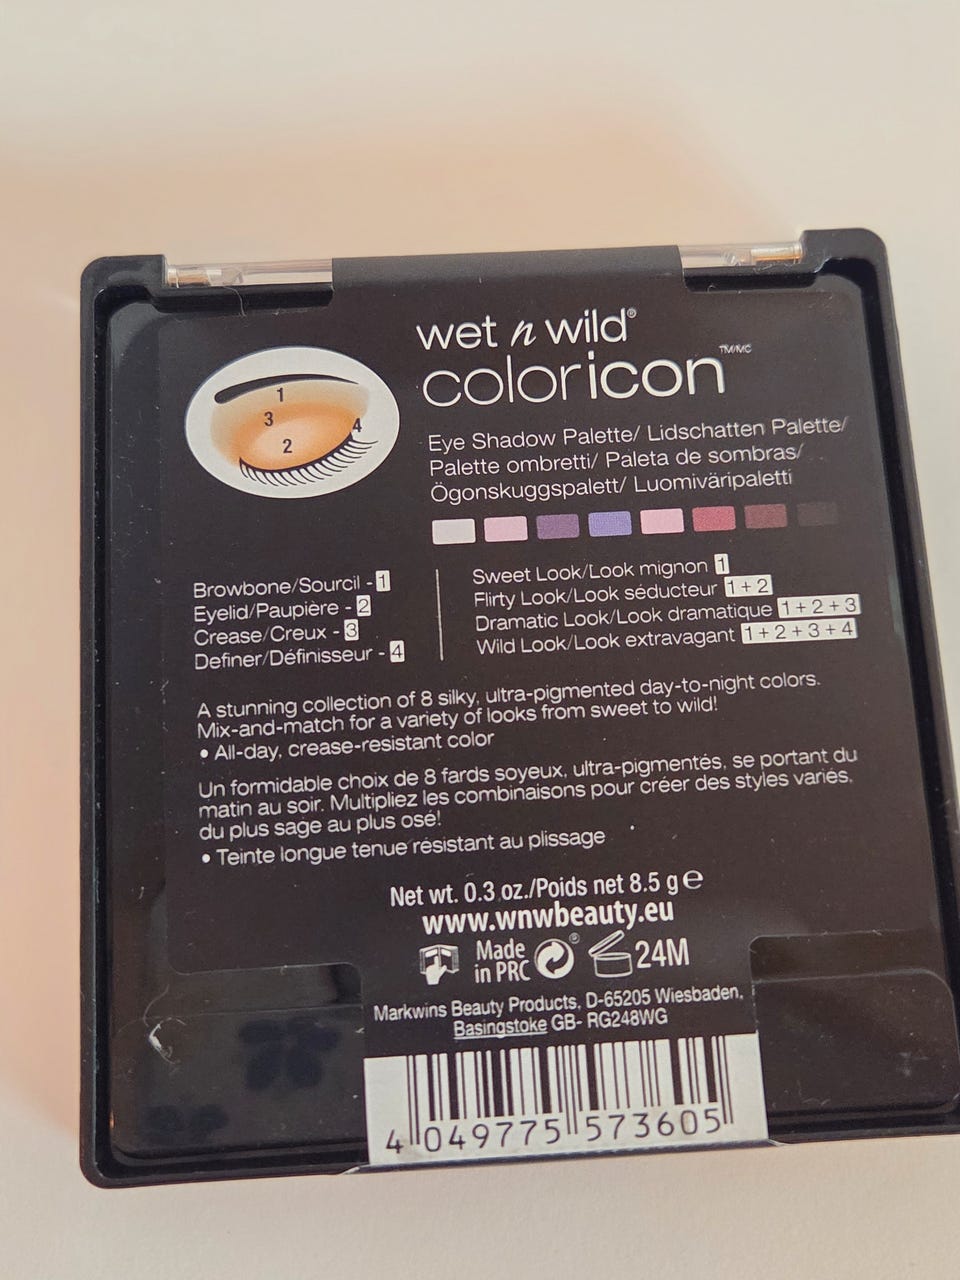 wet n wild®
coloricon™/MC
Eye Shadow Palette/ Lidschatten Palette/
Palette ombretti/ Paleta de sombras/
Ögonskuggspalett/ Luomiväripaletti
1
3
2
4
Browbone/Sourcil - 1
Eyelid/Paupière - 2
Crease/Creux - 3
Definer/Définisseur - 4
Sweet Look/Look mignon 1
Flirty Look/Look séducteur 1+2
Dramatic Look/Look dramatique 1+2+3
Wild Look/Look extravagant 1+2+3+4
A stunning collection of 8 silky, ultra-pigmented day-to-night colors.
Mix-and-match for a variety of looks from sweet to wild!
• All-day, crease-resistant color
Un formidable choix de 8 fards soyeux, ultra-pigmentés, se portant du
matin au soir. Multipliez les combinaisons pour créer des styles variés,
du plus sage au plus osé!
• Teinte longue tenue résistant au plissage
Net wt. 0.3 oz./Poids net 8.5 g ℮
www.wnwbeauty.eu
Made
in PRC
® 24M
Markwins Beauty Products, D-65205 Wiesbaden,
Basingstoke GB- RG248WG
4 049775 573605